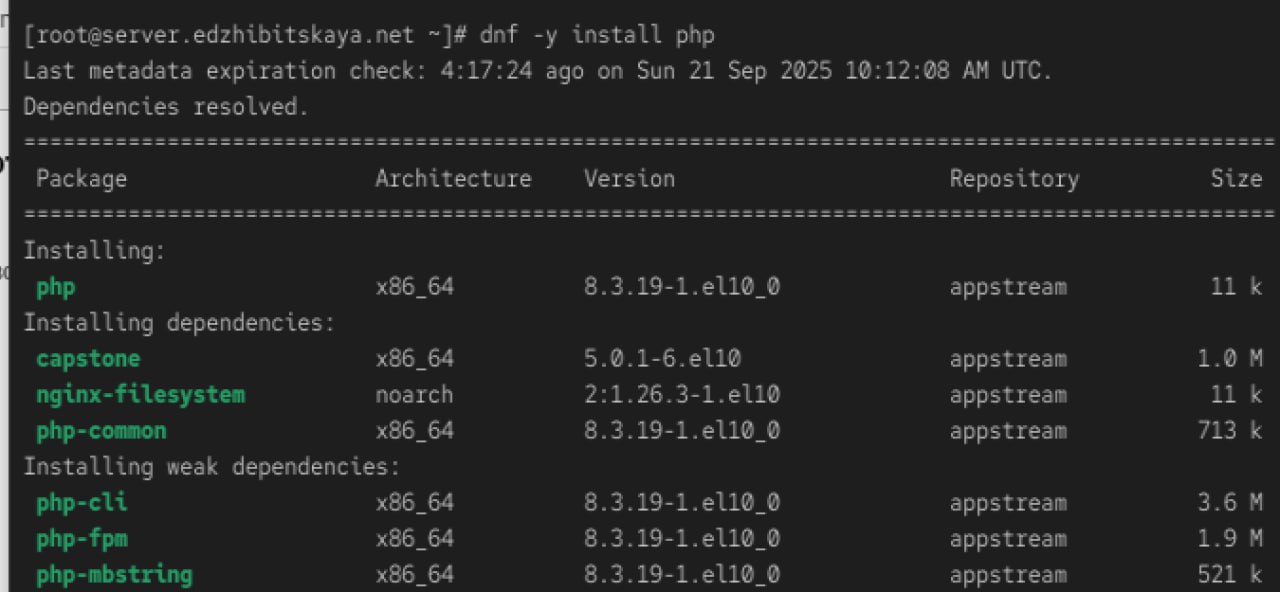 [root@server.edzhibitskaya.net ~]# dnf -y install php
Last metadata expiration check: 4:17:24 ago on Sun 21 Sep 2025 10:12:08 AM UTC.
Dependencies resolved.
================================================================================================
Package Architecture Version Repository Size
================================================================================================
Installing:
php x86_64 8.3.19-1.el10_0 appstream 11 k
Installing dependencies:
capstone x86_64 5.0.1-6.el10 appstream 1.0 M
nginx-filesystem noarch 2:1.26.3-1.el10 appstream 11 k
php-common x86_64 8.3.19-1.el10_0 appstream 713 k
Installing weak dependencies:
php-cli x86_64 8.3.19-1.el10_0 appstream 3.6 M
php-fpm x86_64 8.3.19-1.el10_0 appstream 1.9 M
php-mbstring x86_64 8.3.19-1.el10_0 appstream 521 k